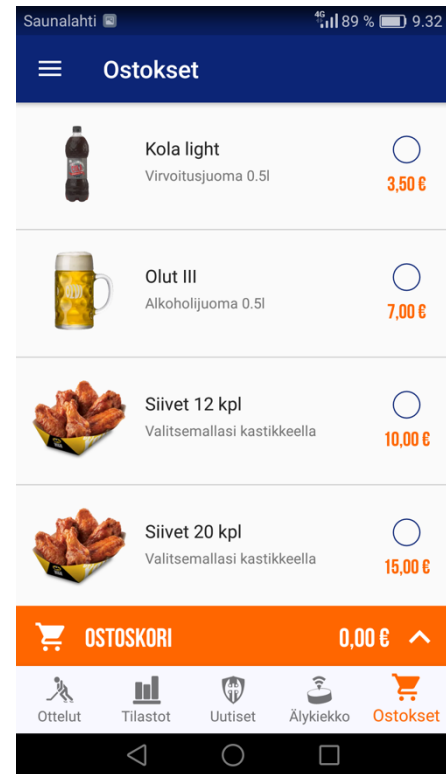 Saunalahti 4G 89 % 9.32
Ostokset
Kola light
Virvoitusjuoma 0.5l
3,50 €
Olut III
Alkoholijuoma 0.5l
7,00 €
Siivet 12 kpl
Valitsemallasi kastikkeella
10,00 €
Siivet 20 kpl
Valitsemallasi kastikkeella
15,00 €
OSTOSKORI 0,00 €
Ottelut Tilastot Uutiset Älykiekko Ostokset